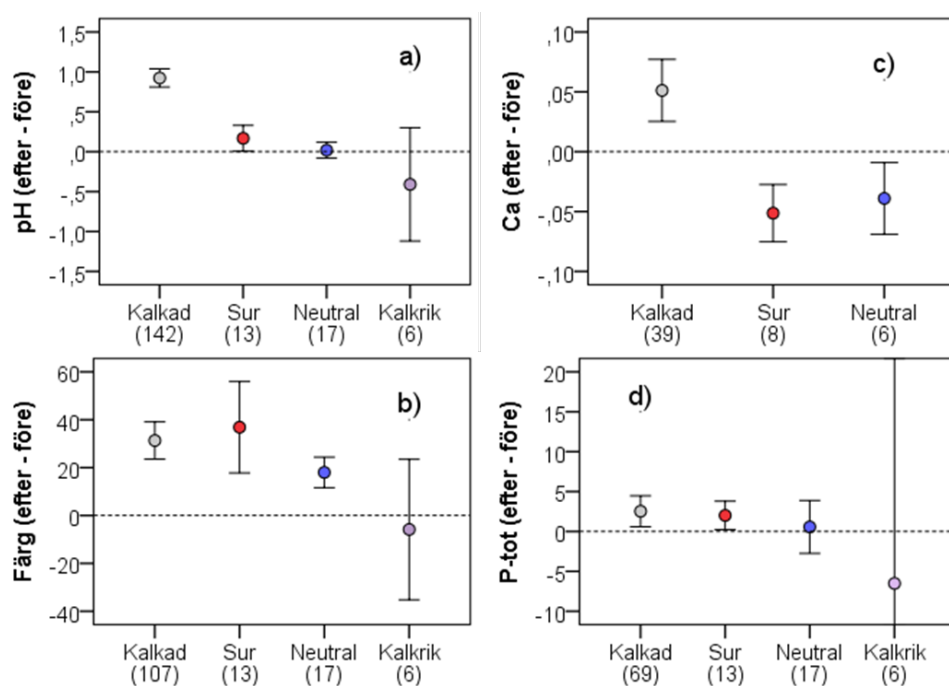 a)
pH (efter - före)
1,5
1,0
,5
,0
-,5
-1,0
-1,5
Kalkad Sur Neutral Kalkrik
(142) (13) (17) (6)
c)
Ca (efter - före)
,10
,05
,00
-,05
-,10
Kalkad Sur Neutral
(39) (8) (6)
b)
Färg (efter - före)
60
40
20
0
-20
-40
Kalkad Sur Neutral Kalkrik
(107) (13) (17) (6)
d)
P-tot (efter - före)
20
15
10
5
0
-5
-10
Kalkad Sur Neutral Kalkrik
(69) (13) (17) (6)